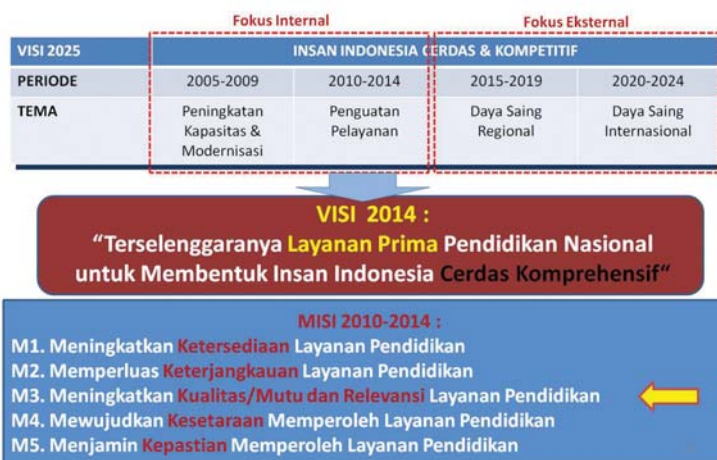 Fokus Internal
Fokus Eksternal
VISI 2025
INSAN INDONESIA CERDAS & KOMPETITIF
PERIODE
2005-2009
2010-2014
2015-2019
2020-2024
TEMA
Peningkatan
Kapasitas &
Modernisasi
Penguatan
Pelayanan
Daya Saing
Regional
Daya Saing
Internasional
VISI 2014 :
“Terselenggaranya Layanan Prima Pendidikan Nasional
untuk Membentuk Insan Indonesia Cerdas Komprehensif“
MISI 2010-2014 :
M1. Meningkatkan Ketersediaan Layanan Pendidikan
M2. Memperluas Keterjangkauan Layanan Pendidikan
M3. Meningkatkan Kualitas/Mutu dan Relevansi Layanan Pendidikan
M4. Mewujudkan Kesetaraan Memperoleh Layanan Pendidikan
M5. Menjamin Kepastian Memperoleh Layanan Pendidikan